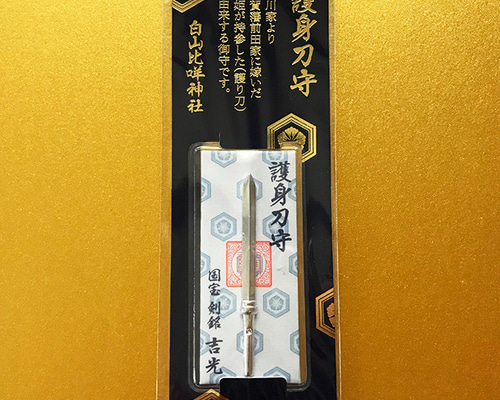 護身刀守
川家より
賀藩前田家に嫁いだ
姫が持参した(護り刀)
由来する御守です。
白山比咩神社
護身刀守
国宝 剣銘 吉光